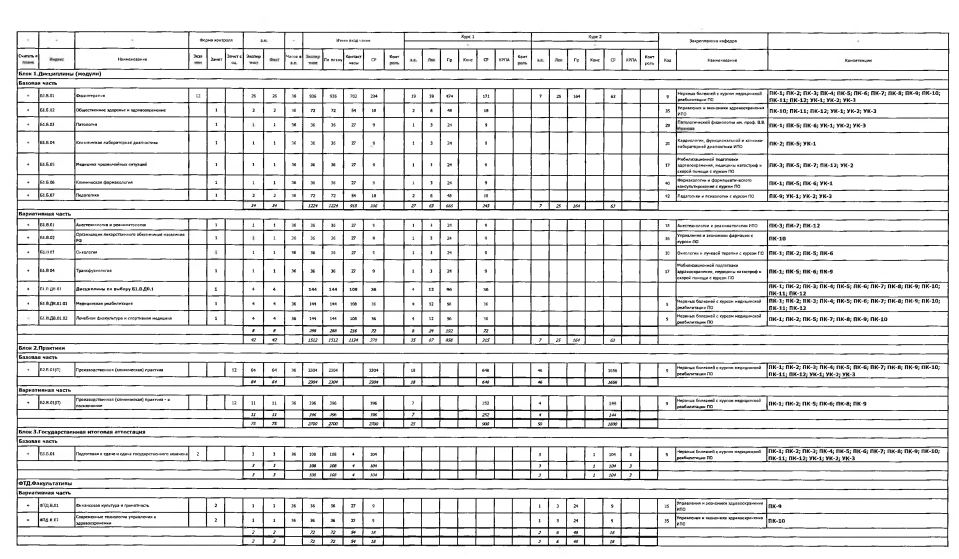 - - - Форма контроля з.е. - Итого акад.часов Курс 1 Курс 2 Закрепленная кафедра -
Считать в плане Индекс Наименование Экзамен Зачет Зачет с оц. Экспертное Факт Часов в з.е. Экспертное По плану Контакт часы СР Контроль з.е. Лек Пр Конс СР КРПА Контроль з.е. Лек Пр Конс СР КРПА Контроль Код Наименование Компетенции
Блок 1.Дисциплины (модули)
Базовая часть
+ Б1.Б.01 Физиотерапия 12 26 26 36 936 936 702 234 19 39 474 171 7 25 164 63 9 Нервных болезней с курсом медицинской реабилитации ПО ПК-1; ПК-2; ПК-3; ПК-4; ПК-5; ПК-6; ПК-7; ПК-8; ПК-9; ПК-10; ПК-11; ПК-12; УК-1; УК-2; УК-3
+ Б1.Б.02 Общественное здоровье и здравоохранение 1 2 2 36 72 72 54 18 2 6 48 18 35 Управления и экономики здравоохранения ИПО ПК-10; ПК-11; ПК-12; УК-1; УК-2; УК-3
+ Б1.Б.03 Патология 1 1 1 36 36 36 27 9 1 3 24 9 29 Патологической физиологии им. проф. В.В. Иванова ПК-1; ПК-5; ПК-6; УК-1; УК-2; УК-3
+ Б1.Б.04 Клиническая лабораторная диагностика 1 1 1 36 36 36 27 9 1 3 24 9 Кардиологии, функциональной и клинико-лабораторной диагностики ИПО ПК-2; ПК-5; УК-1
+ Б1.Б.05 Медицина чрезвычайных ситуаций 1 1 1 36 36 36 27 9 1 3 24 9 17 Мобилизационной подготовки здравоохранения, медицины катастроф и скорой помощи с курсом ПО ПК-3; ПК-5; ПК-7; ПК-12; УК-2
+ Б1.Б.06 Клиническая фармакология 1 1 1 36 36 36 27 9 1 3 24 9 40 Фармакологии и фармацевтического консультирования с курсом ПО ПК-1; ПК-5; ПК-6; УК-1
+ Б1.Б.07 Педагогика 1 2 2 36 72 72 54 18 2 6 48 18 42 Педагогики и психологии с курсом ПО ПК-9; УК-1; УК-2; УК-3
34 34 1224 1224 918 306 27 63 666 243 7 25 164 63
Вариативная часть
+ Б1.В.01 Анестезиология и реаниматология 1 1 1 36 36 36 27 9 1 3 24 9 Анестезиологии и реаниматологии ИПО ПК-3; ПК-7; ПК-12
+ Б1.В.02 Организация лекарственного обеспечения населения РФ 1 1 1 36 36 36 27 9 1 3 24 9 Управления и экономики фармации с курсом ПО ПК-10
+ Б1.В.03 Онкология 1 1 1 36 36 36 27 9 1 3 24 9 Онкологии и лучевой терапии с курсом ПО ПК-1; ПК-2; ПК-5; ПК-6
+ Б1.В.04 Трансфузиология 1 1 1 36 36 36 27 9 1 3 24 9 17 Мобилизационной подготовки здравоохранения, медицины катастроф и скорой помощи с курсом ПО ПК-1; ПК-5; ПК-6; ПК-9
+ Б1.В.ДВ.01 Дисциплины по выбору Б1.В.ДВ.1 1 4 4 144 144 108 36 4 12 96 36 ПК-1; ПК-2; ПК-3; ПК-4; ПК-5; ПК-6; ПК-7; ПК-8; ПК-9; ПК-10; ПК-11; ПК-12
+ Б1.В.ДВ.01.01 Медицинская реабилитация 1 4 4 36 144 144 108 36 4 12 96 36 9 Нервных болезней с курсом медицинской реабилитации ПО ПК-1; ПК-2; ПК-3; ПК-4; ПК-5; ПК-6; ПК-7; ПК-8; ПК-9; ПК-10; ПК-11; ПК-12
- Б1.В.ДВ.01.02 Лечебная физкультура и спортивная медицина 1 4 4 36 144 144 108 36 4 12 96 36 9 Нервных болезней с курсом медицинской реабилитации ПО ПК-1; ПК-2; ПК-5; ПК-7; ПК-8; ПК-9; ПК-10
8 8 288 288 216 72 8 24 192 72
42 42 1512 1512 1134 378 35 87 858 315 7 25 164 63
Блок 2.Практики
Базовая часть
+ Б2.Б.01(П) Производственная (клиническая) практика 12 64 64 36 2304 2304 2304 18 648 46 1656 9 Нервных болезней с курсом медицинской реабилитации ПО ПК-1; ПК-2; ПК-3; ПК-4; ПК-5; ПК-6; ПК-7; ПК-8; ПК-9; ПК-10; ПК-11; ПК-12; УК-1; УК-2; УК-3
64 64 2304 2304 2304 18 648 46 1656
Вариативная часть
+ Б2.В.01(П) Производственная (клиническая) практика - в поликлинике 12 11 11 36 396 396 396 7 252 4 144 9 Нервных болезней с курсом медицинской реабилитации ПО ПК-1; ПК-2; ПК-5; ПК-6; ПК-8; ПК-9
11 11 396 396 396 7 252 4 144
75 75 2700 2700 2700 25 900 50 1800
Блок 3.Государственная итоговая аттестация
Базовая часть
+ Б3.Б.01 Подготовка к сдаче и сдача государственного экзамена 2 3 3 36 108 108 4 104 3 1 104 3 9 Нервных болезней с курсом медицинской реабилитации ПО ПК-1; ПК-2; ПК-3; ПК-4; ПК-5; ПК-6; ПК-7; ПК-8; ПК-9; ПК-10; ПК-11; ПК-12; УК-1; УК-2; УК-3
3 3 108 108 4 104 3 1 104 3
3 3 108 108 4 104 3 1 104 3
ФТД.Факультативы
Вариативная часть
+ ФТД.В.01 Финансовая культура и грамотность 2 1 1 36 36 36 27 9 1 3 24 9 35 Управления и экономики здравоохранения ИПО ПК-9
+ ФТД.В.02 Современные технологии управления в здравоохранении 2 1 1 36 36 36 27 9 1 3 24 9 35 Управления и экономики здравоохранения ИПО ПК-10
2 2 72 72 54 18 2 6 48 18
2 2 72 72 54 18 2 6 48 18